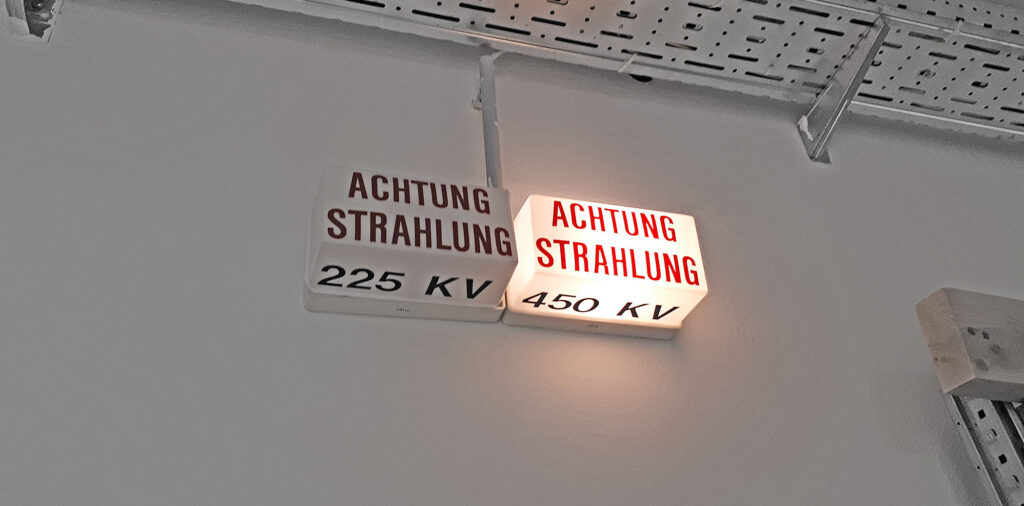 ACHTUNG
STRAHLUNG
225 KV
ACHTUNG
STRAHLUNG
450 KV